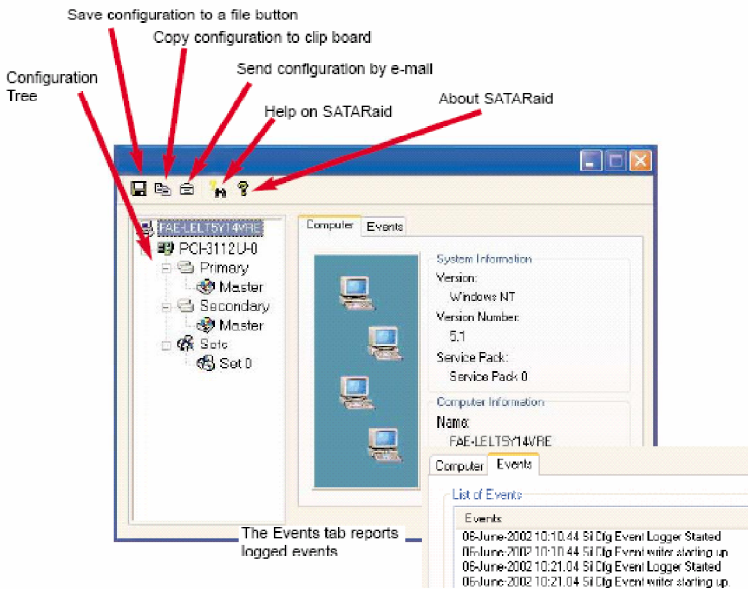 Save configuration to a file button
Copy configuration to clip board
Send configuration by e-mail
Configuration
Tree
Help on SATARaid
About SATARaid
FAE-LELT5Y14VRE
PCI-3112U-0
Primary
Master
Secondary
Master
Sets
Set 0
Computer
Events
System Information
Version:
Windows NT
Version Number:
5.1
Service Pack:
Service Pack 0
Computer Information
Name:
FAE-LELT5Y14VRE
The Events tab reports
logged events
Computer
Events
List of Events
Events
06-June-2002 10:10.44 Sil Cfg Event Logger Started
06-June-2002 10:10.44 Sil Cfg Event writer starting up.
06-June-2002 10:21.04 Sil Cfg Event Logger Started
06-June-2002 10:21.04 Sil Cfg Event writer starting up.